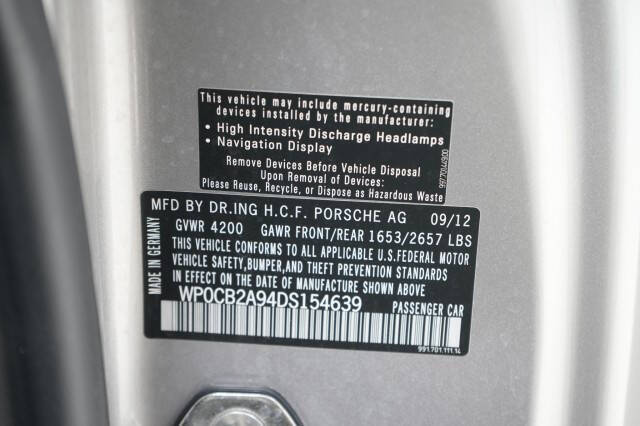 This vehicle may include mercury-containing
devices installed by the manufacturer:
• High Intensity Discharge Headlamps
• Navigation Display
Remove Devices Before Vehicle Disposal
Upon Removal of Devices:
Please Reuse, Recycle, or Dispose as Hazardous Waste
MFD BY DR.ING H.C.F. PORSCHE AG 09/12
GVWR 4200 GAWR FRONT/REAR 1653/2657 LBS
THIS VEHICLE CONFORMS TO ALL APPLICABLE U.S.FEDERAL MOTOR
VEHICLE SAFETY,BUMPER,AND THEFT PREVENTION STANDARDS
IN EFFECT ON THE DATE OF MANUFACTURE SHOWN ABOVE.
WP0CB2A94DS154639 PASSENGER CAR
MADE IN GERMANY
991.701.111.14